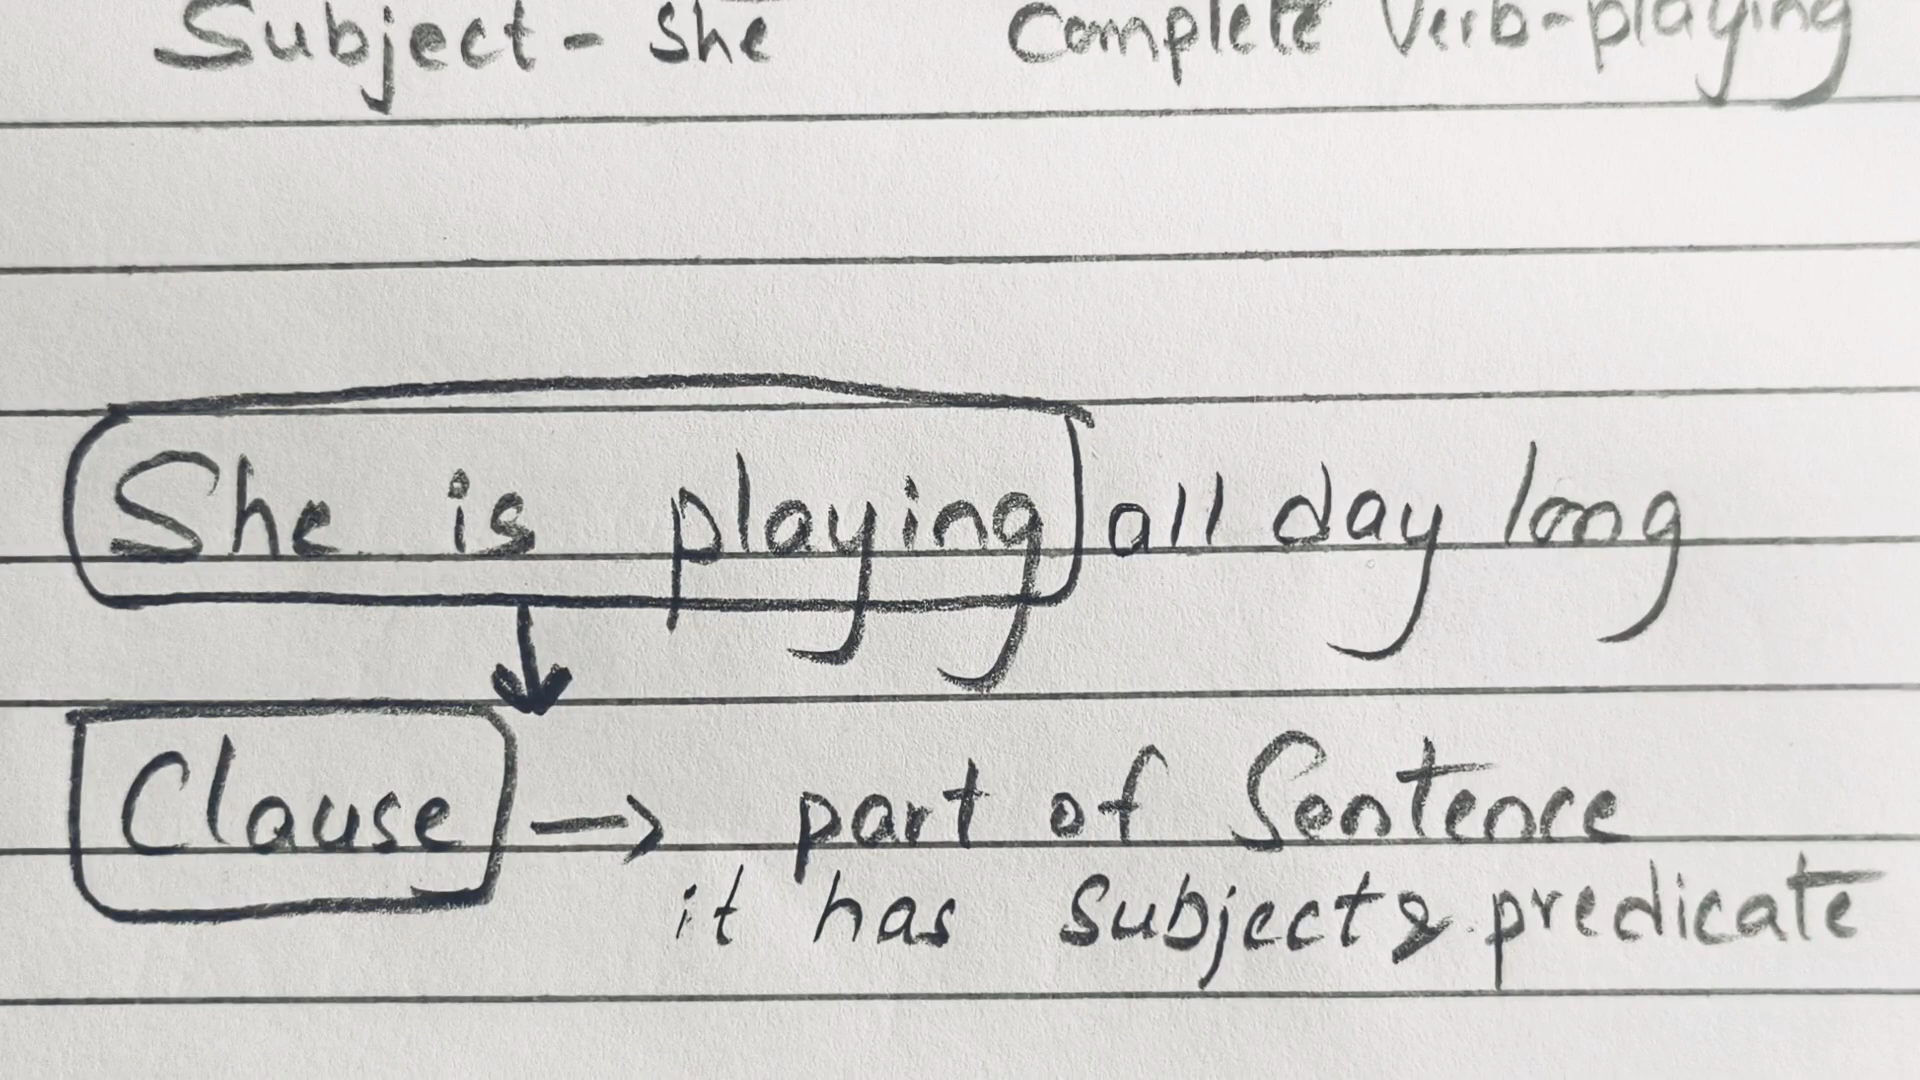 Subject - She Complete Verb-playing
She is playing all day long
Clause → part of Sentence
it has Subject & predicate